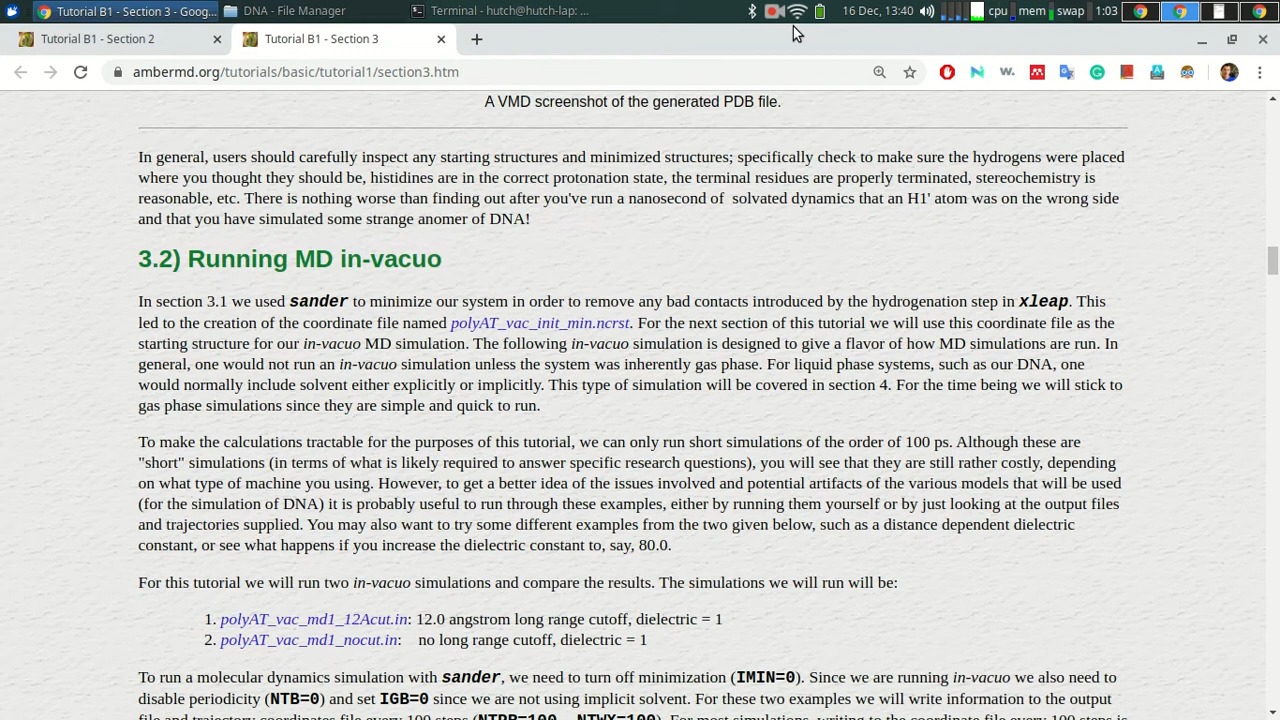 Tutorial B1 - Section 3 - Goog... DNA - File Manager Terminal - hutch@hutch-lap: ... 16 Dec, 13:40 cpu mem swap 1:03
Tutorial B1 - Section 2 Tutorial B1 - Section 3
ambermd.org/tutorials/basic/tutorial1/section3.htm
A VMD screenshot of the generated PDB file.
In general, users should carefully inspect any starting structures and minimized structures; specifically check to make sure the hydrogens were placed
where you thought they should be, histidines are in the correct protonation state, the terminal residues are properly terminated, stereochemistry is
reasonable, etc. There is nothing worse than finding out after you've run a nanosecond of solvated dynamics that an H1' atom was on the wrong side
and that you have simulated some strange anomer of DNA!
3.2) Running MD in-vacuo
In section 3.1 we used sander to minimize our system in order to remove any bad contacts introduced by the hydrogenation step in xleap. This
led to the creation of the coordinate file named polyAT_vac_init_min.ncrst. For the next section of this tutorial we will use this coordinate file as the
starting structure for our in-vacuo MD simulation. The following in-vacuo simulation is designed to give a flavor of how MD simulations are run. In
general, one would not run an in-vacuo simulation unless the system was inherently gas phase. For liquid phase systems, such as our DNA, one
would normally include solvent either explicitly or implicitly. This type of simulation will be covered in section 4. For the time being we will stick to
gas phase simulations since they are simple and quick to run.
To make the calculations tractable for the purposes of this tutorial, we can only run short simulations of the order of 100 ps. Although these are
"short" simulations (in terms of what is likely required to answer specific research questions), you will see that they are still rather costly, depending
on what type of machine you using. However, to get a better idea of the issues involved and potential artifacts of the various models that will be used
(for the simulation of DNA) it is probably useful to run through these examples, either by running them yourself or by just looking at the output files
and trajectories supplied. You may also want to try some different examples from the two given below, such as a distance dependent dielectric
constant, or see what happens if you increase the dielectric constant to, say, 80.0.
For this tutorial we will run two in-vacuo simulations and compare the results. The simulations we will run will be:
1. polyAT_vac_md1_12Acut.in: 12.0 angstrom long range cutoff, dielectric = 1
2. polyAT_vac_md1_nocut.in: no long range cutoff, dielectric = 1
To run a molecular dynamics simulation with sander, we need to turn off minimization (IMIN=0). Since we are running in-vacuo we also need to
disable periodicity (NTB=0) and set IGB=0 since we are not using implicit solvent. For these two examples we will write information to the output
file and trajectory coordinates file every 100 steps (NTPR=100, NTWX=100). For most simulations, writing to the coordinate file every 100 steps is